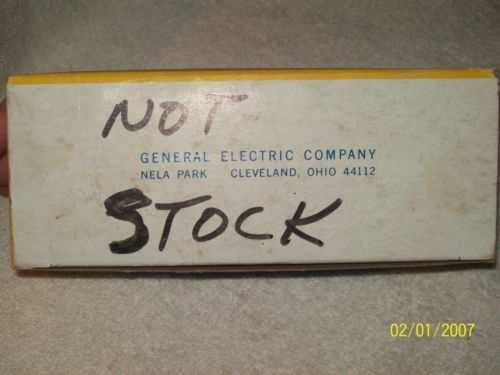 NOT
GENERAL ELECTRIC COMPANY
NELA PARK CLEVELAND, OHIO 44112
STOCK
02/01/2007